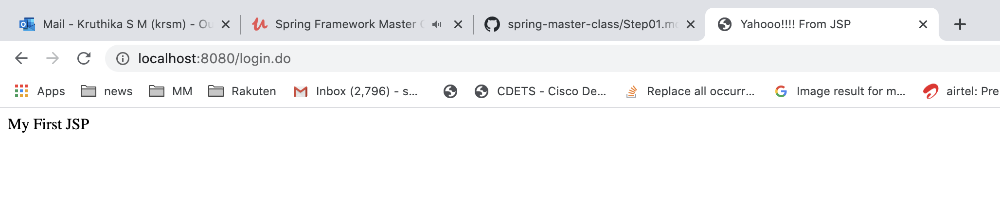 Mail - Kruthika S M (krsm) - Ou
Spring Framework Master
spring-master-class/Step01.m
Yahooo!!!! From JSP
localhost:8080/login.do
Apps news MM Rakuten Inbox (2,796) - s... CDETS - Cisco De... Replace all occurr... Image result for m... airtel: Pre
My First JSP